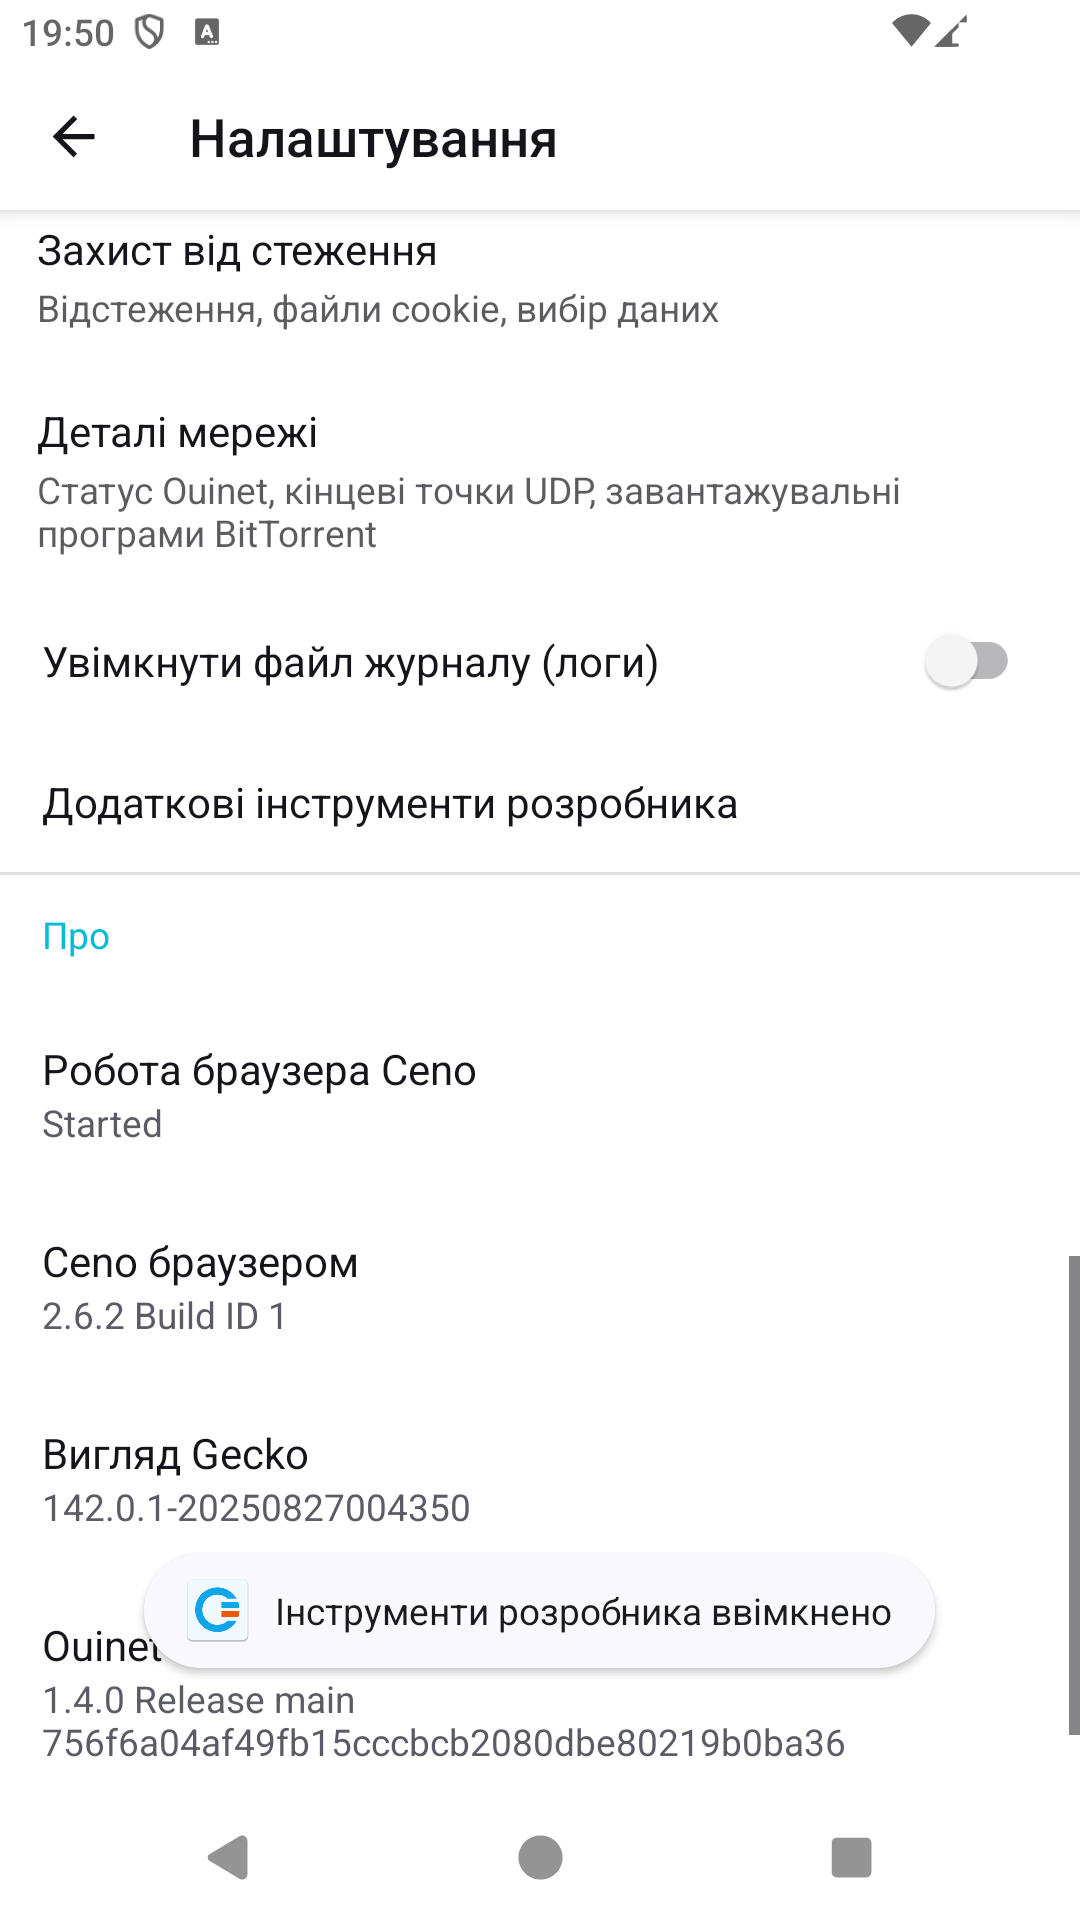 19:50
Налаштування
Захист від стеження
Відстеження, файли cookie, вибір даних
Деталі мережі
Статус Ouinet, кінцеві точки UDP, завантажувальні
програми BitTorrent
Увімкнути файл журналу (логи)
Додаткові інструменти розробника
Про
Робота браузера Ceno
Started
Ceno браузером
2.6.2 Build ID 1
Вигляд Gecko
142.0.1-20250827004350
Інструменти розробника ввімкнено
Ouinet
1.4.0 Release main
756f6a04af49fb15cccbcb2080dbe80219b0ba36